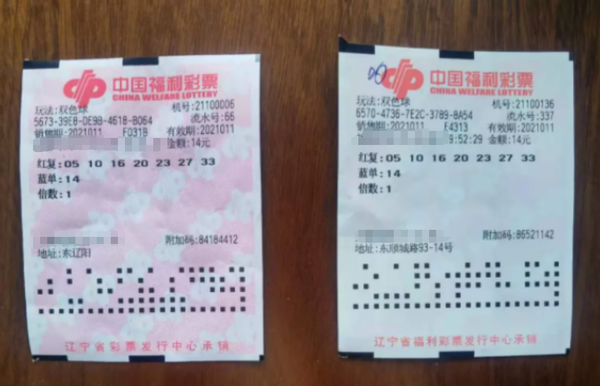 中国福利彩票
CHINA WELFARE LOTTERY
玩法:双色球 机号:21100006
5673-39E8-0E9B-461B-B064 流水号:66
销售期:2021011 F031B 有效期:2021011
金额:14元
红复:05 10 16 20 23 27 33
蓝单:14
倍数:1
附加码:84184412
地址:东辽阳
辽宁省彩票发行中心承销
中国福利彩票
CHINA WELFARE LOTTERY
玩法:双色球 机号:21100136
6570-4736-7E2C-3789-8A54 流水号:337
销售期:2021011 E4313 有效期:2021011
9:52:29 金额:14元
红复:05 10 16 20 23 27 33
蓝单:14
倍数:1
附加码:86521142
地址:东顺城路93-14号
辽宁省福利彩票发行中心承销